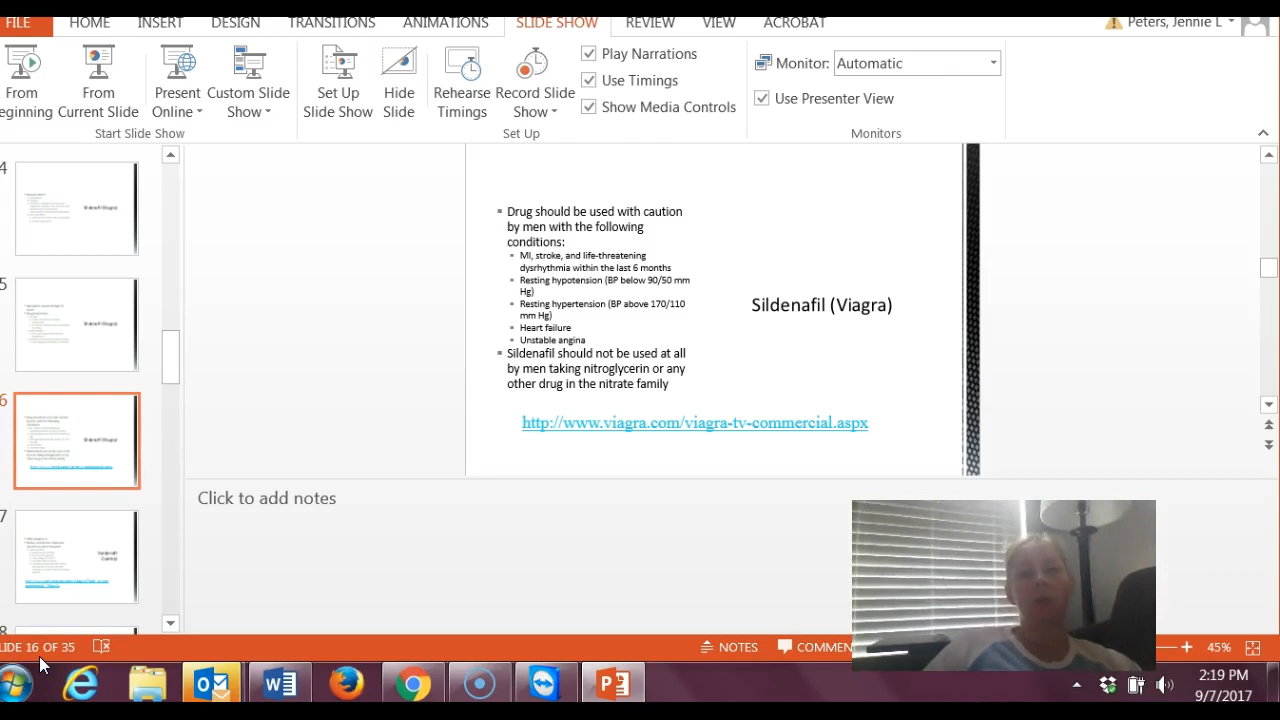 FILE HOME INSERT DESIGN TRANSITIONS ANIMATIONS SLIDE SHOW REVIEW VIEW ACROBAT
Peters, Jennie L
From
eginning
From
Current Slide
Present
Online
Custom Slide
Show
Start Slide Show
Set Up
Slide Show
Hide
Slide
Rehearse
Timings
Record Slide
Show
Play Narrations
Use Timings
Show Media Controls
Set Up
Monitor: Automatic
Use Presenter View
Monitors
4
5
6
7
8
Drug should be used with caution
by men with the following
conditions:
MI, stroke, and life-threatening
dysrhythmia within the last 6 months
Resting hypotension (BP below 90/50 mm
Hg)
Resting hypertension (BP above 170/110
mm Hg)
Heart failure
Unstable angina
Sildenafil should not be used at all
by men taking nitroglycerin or any
other drug in the nitrate family
Sildenafil (Viagra)
http://www.viagra.com/viagra-tv-commercial.aspx
Click to add notes
LIDE 16 OF 35
NOTES
COMMEN
45%
2:19 PM
9/7/2017